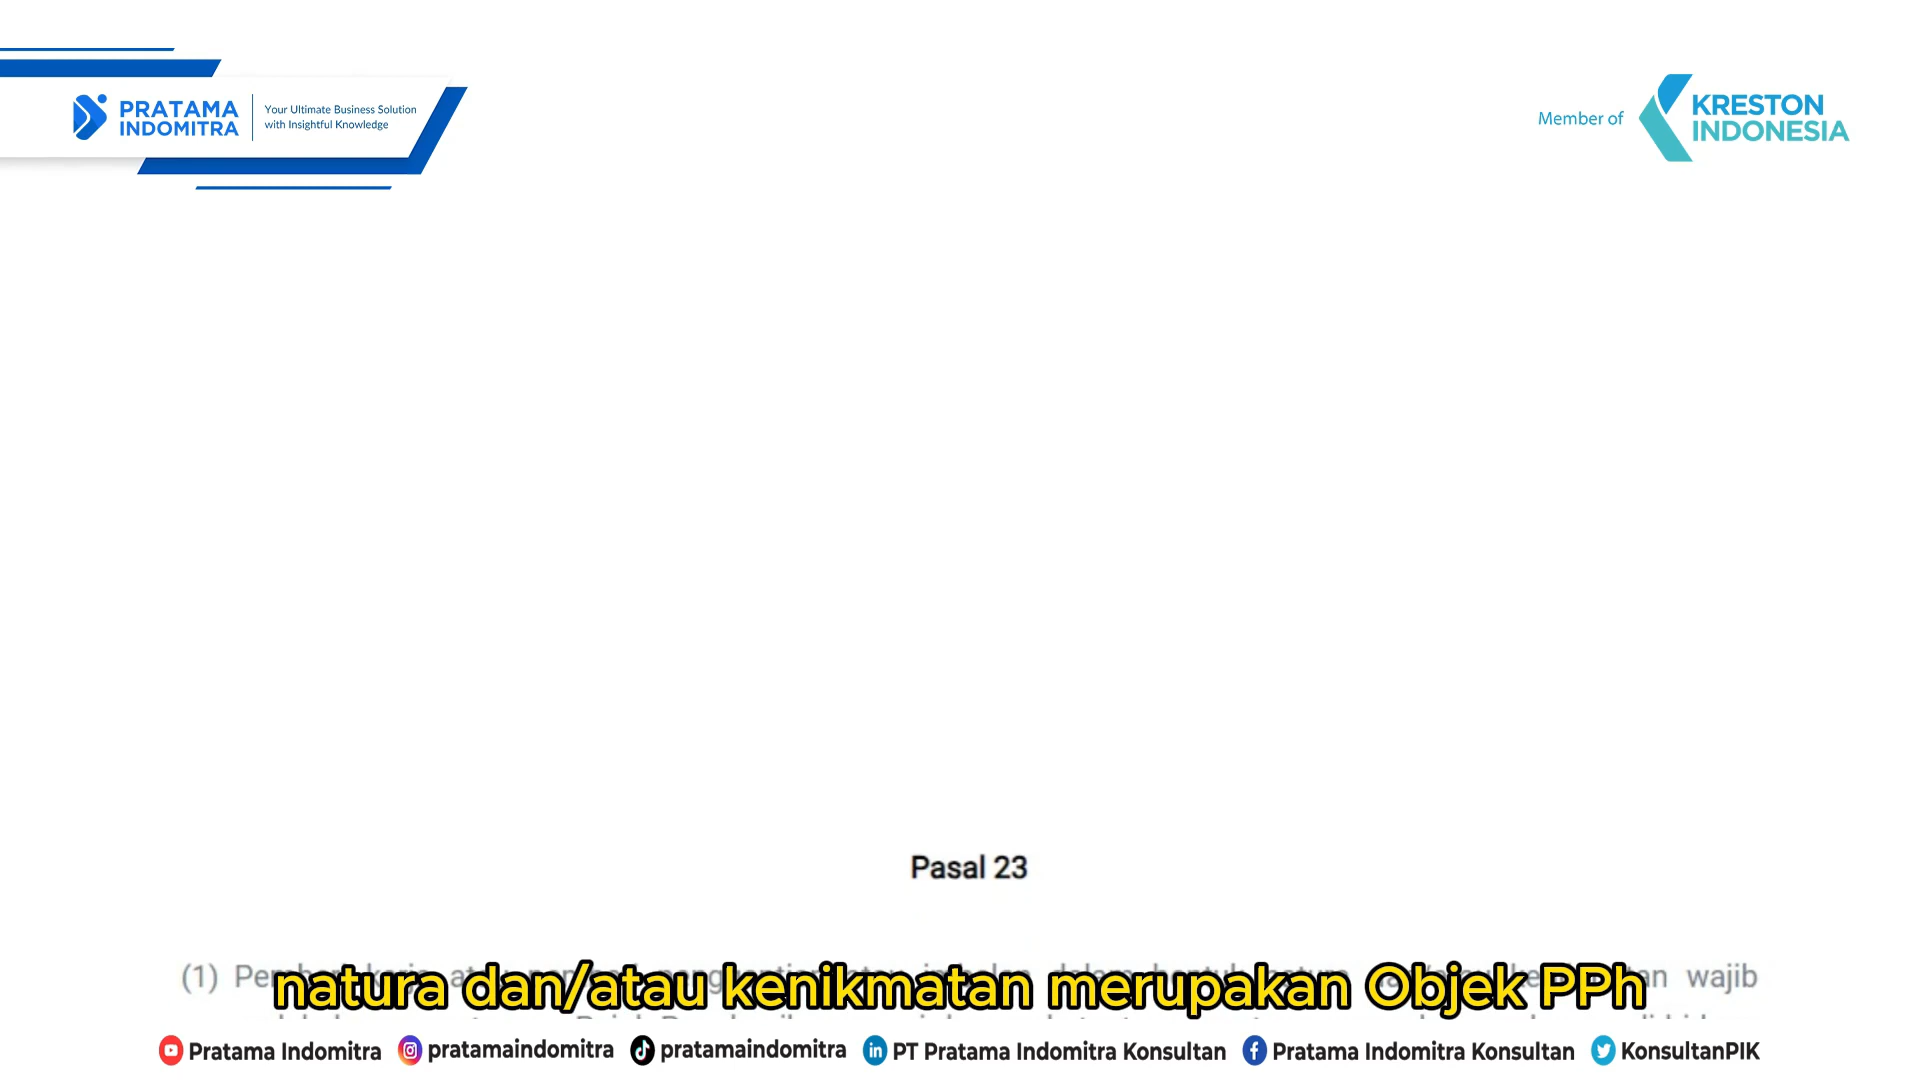 PRATAMA
INDOMITRA
Your Ultimate Business Solution
with Insightful Knowledge
Member of
KRESTON
INDONESIA
Pasal 23
(1) wajib
natura dan/atau kenikmatan merupakan Objek PPh
Pratama Indomitra pratamaindomitra pratamaindomitra PT Pratama Indomitra Konsultan Pratama Indomitra Konsultan KonsultanPIK